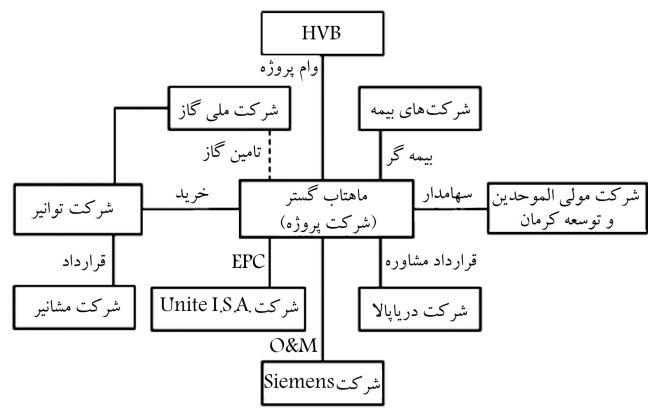 HVB
وام پروژه
شرکت ملی گاز
شرکت‌های بیمه
تامین گاز
بیمه گر
شرکت توانیر
خرید
ماهتاب گستر
(شرکت پروژه)
سهامدار
شرکت مولی الموحدین
و توسعه کرمان
قرارداد
EPC
قرارداد مشاوره
شرکت مشانیر
شرکت Unite I.S.A.
شرکت دریاپالا
O&M
شرکت Siemens